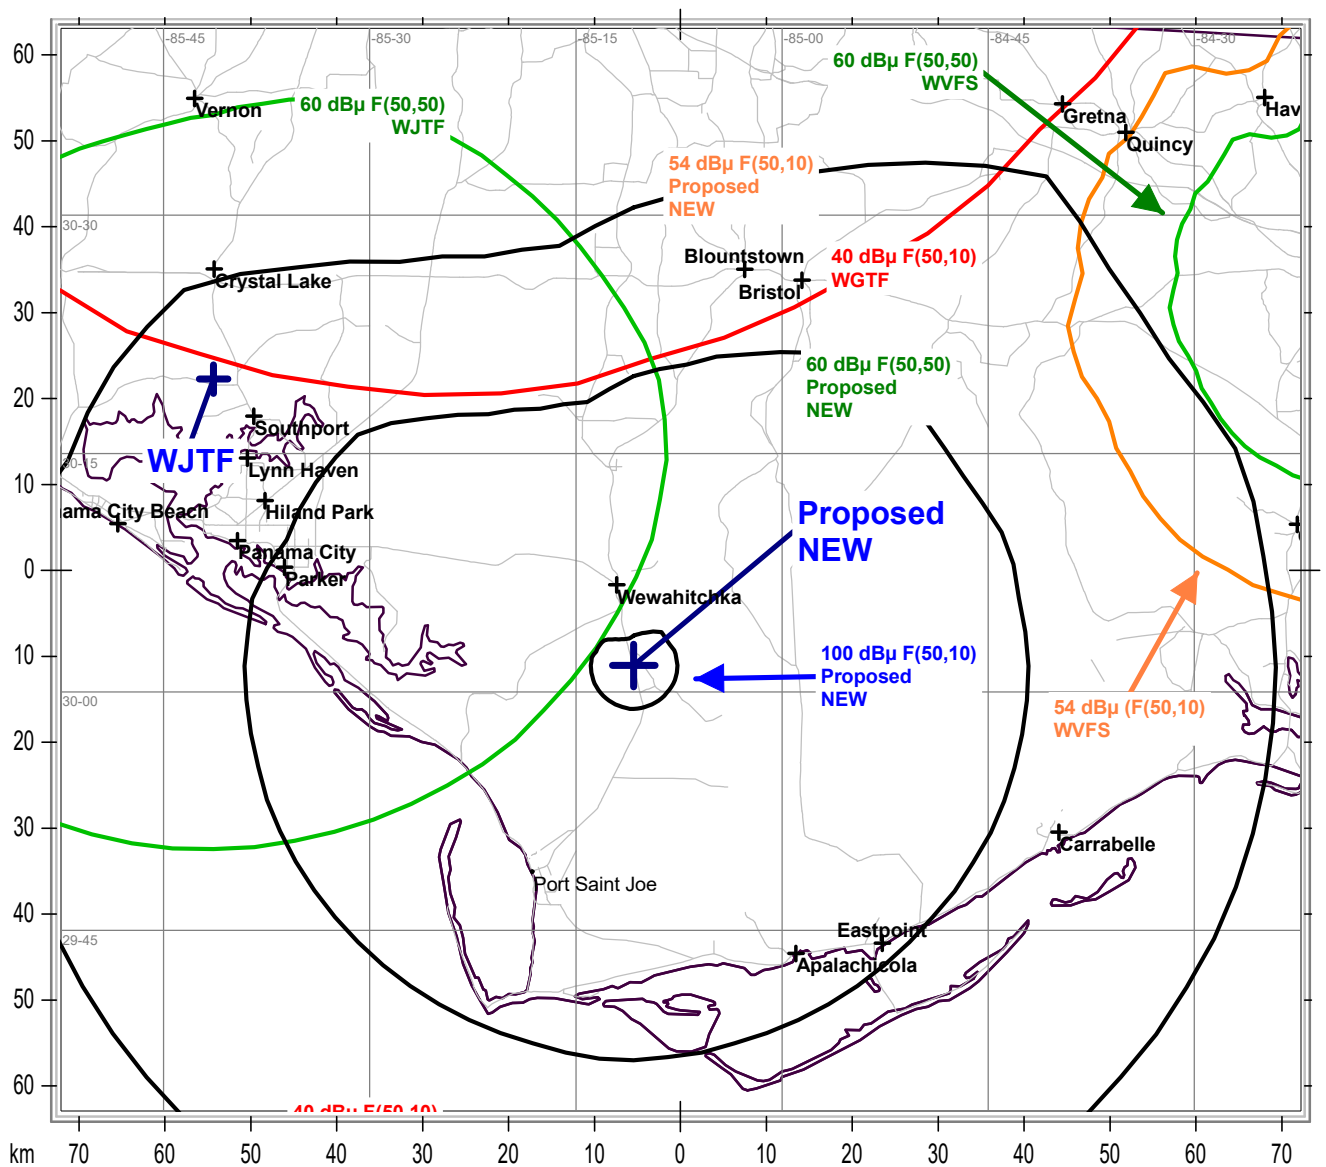 -85-45
-85-30
-85-15
-85-00
-84-45
-84-30
60
50
40
30
20
10
0
10
20
30
40
50
60
60 dBµ F(50,50)
WVFS
Vernon
60 dBµ F(50,50)
WJTF
Gretna
Hav
Quincy
54 dBµ F(50,10)
Proposed
NEW
30-30
Blountstown
40 dBµ F(50,10)
WGTF
Crystal Lake
Bristol
60 dBµ F(50,50)
Proposed
NEW
Southport
WJTF
30-15
Lynn Haven
ama City Beach
Hiland Park
Proposed
NEW
Panama City
Parker
Wewahitchka
100 dBµ F(50,10)
Proposed
NEW
30-00
54 dBµ (F(50,10)
WVFS
Carrabelle
Port Saint Joe
29-45
Eastpoint
Apalachicola
40 dBµ F(50,10)
km 70 60 50 40 30 20 10 0 10 20 30 40 50 60 70